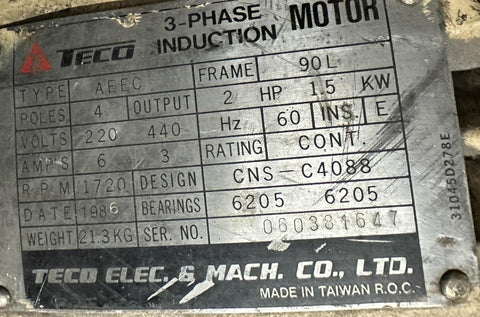 TECO 3-PHASE INDUCTION MOTOR
TYPE AEEC FRAME 90L
POLES 4 OUTPUT 2 HP 1.5 KW
VOLTS 220 440 Hz 60 INS. E
AMP'S 6 3 RATING CONT.
R.P.M 1720 DESIGN CNS - C4088
DATE 1986 BEARINGS 6205 6205
WEIGHT 21.3KG SER. NO. 060381647
TECO ELEC. & MACH. CO., LTD.
MADE IN TAIWAN R.O.C.
31045D278E